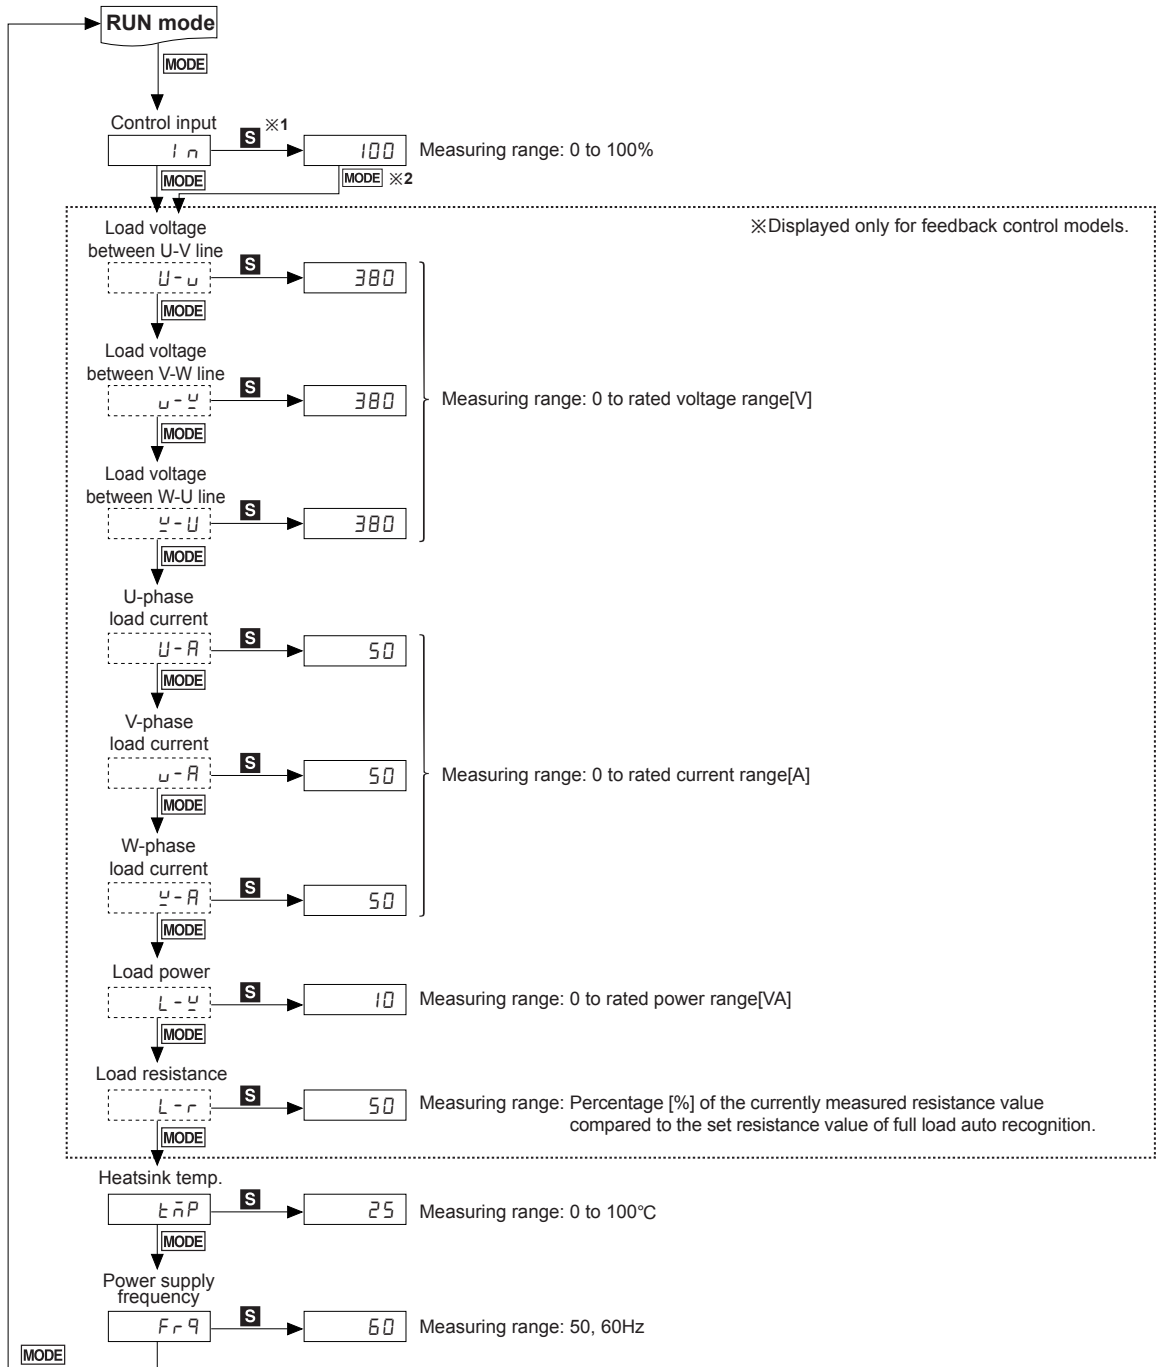 RUN mode
MODE
Control input
In S ※1 100 Measuring range: 0 to 100%
MODE MODE ※2
※Displayed only for feedback control models.
Load voltage
between U-V line
U-u S 380
MODE
Load voltage
between V-W line
u-Y S 380 Measuring range: 0 to rated voltage range[V]
MODE
Load voltage
between W-U line
Y-U S 380
MODE
U-phase
load current
U-A S 50
MODE
V-phase
load current
u-A S 50 Measuring range: 0 to rated current range[A]
MODE
W-phase
load current
Y-A S 50
MODE
Load power
L-Y S 10 Measuring range: 0 to rated power range[VA]
MODE
Load resistance
L-r S 50 Measuring range: Percentage [%] of the currently measured resistance value
compared to the set resistance value of full load auto recognition.
MODE
Heatsink temp.
tMP S 25 Measuring range: 0 to 100℃
MODE
Power supply
frequency
Frq S 60 Measuring range: 50, 60Hz
MODE